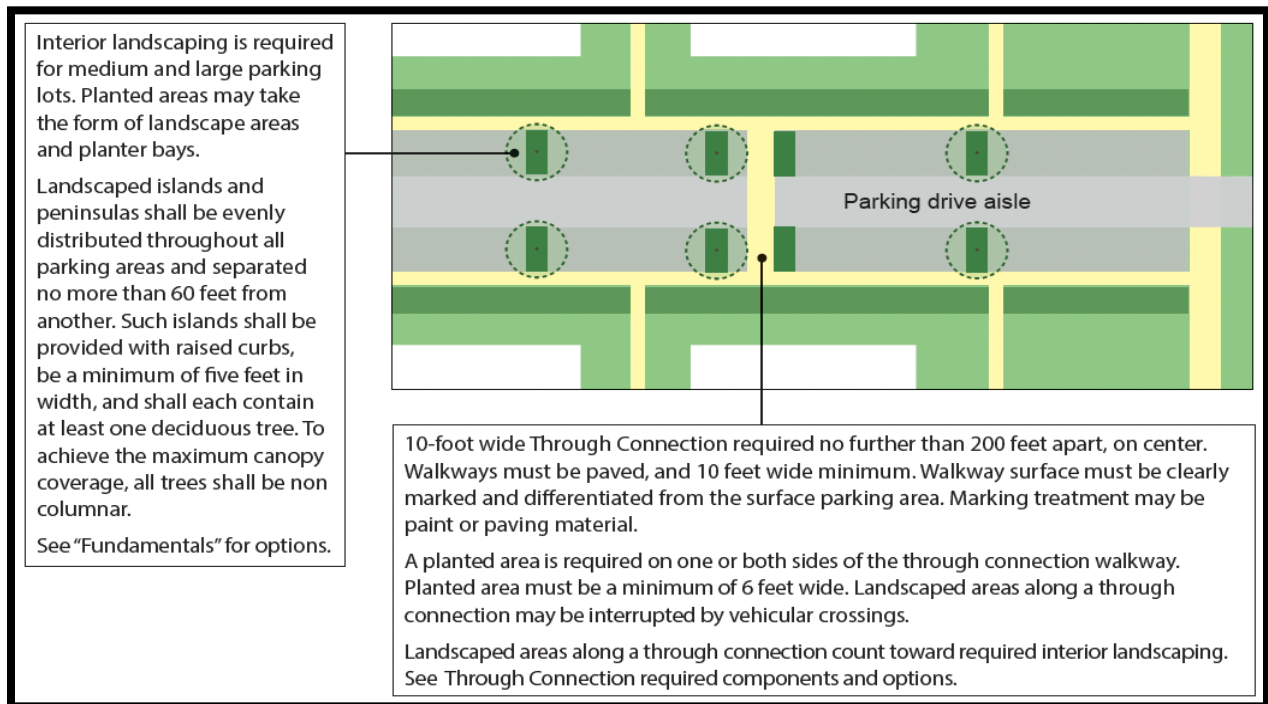 Interior landscaping is required
for medium and large parking
lots. Planted areas may take
the form of landscape areas
and planter bays.
Landscaped islands and
peninsulas shall be evenly
distributed throughout all
parking areas and separated
no more than 60 feet from
another. Such islands shall be
provided with raised curbs,
be a minimum of five feet in
width, and shall each contain
at least one deciduous tree. To
achieve the maximum canopy
coverage, all trees shall be non
columnar.
See “Fundamentals” for options.
Parking drive aisle
10-foot wide Through Connection required no further than 200 feet apart, on center.
Walkways must be paved, and 10 feet wide minimum. Walkway surface must be clearly
marked and differentiated from the surface parking area. Marking treatment may be
paint or paving material.
A planted area is required on one or both sides of the through connection walkway.
Planted area must be a minimum of 6 feet wide. Landscaped areas along a through
connection may be interrupted by vehicular crossings.
Landscaped areas along a through connection count toward required interior landscaping.
See Through Connection required components and options.